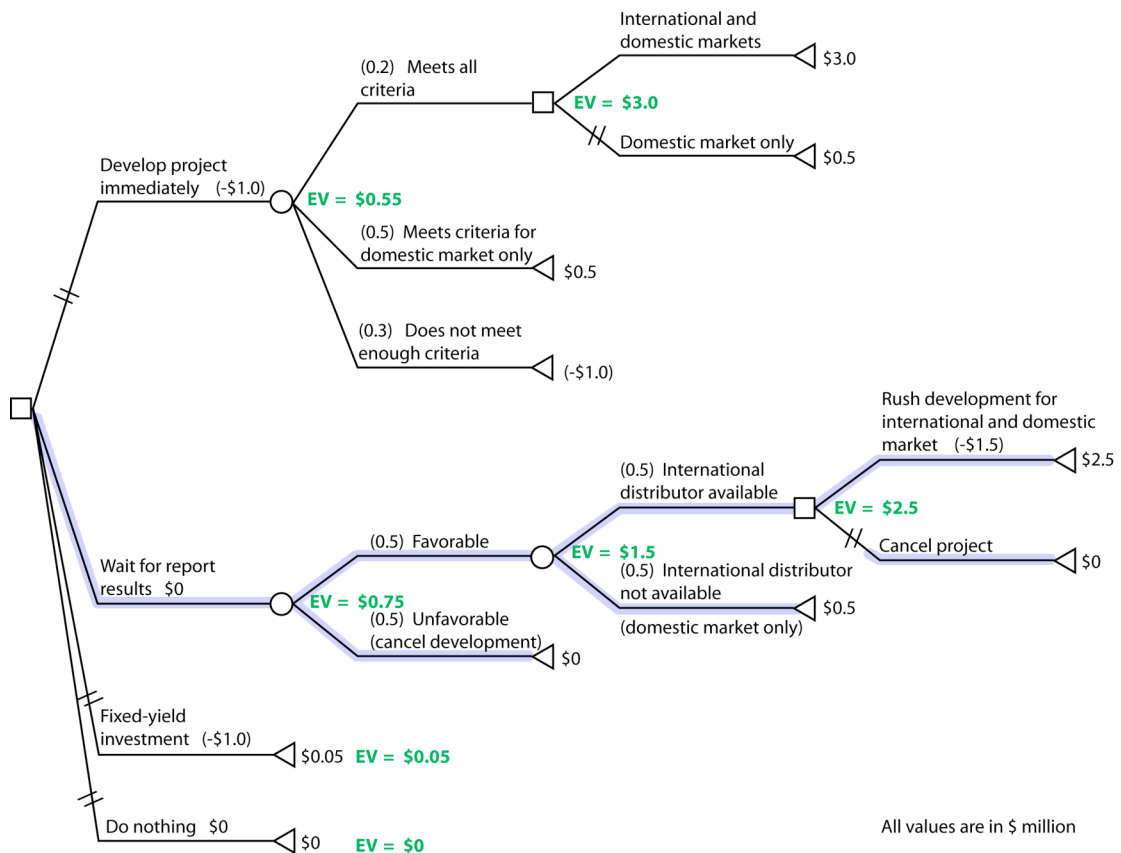 International and
domestic markets
$3.0
(0.2) Meets all
criteria
EV = $3.0
Domestic market only
$0.5
Develop project
immediately (-$1.0)
EV = $0.55
(0.5) Meets criteria for
domestic market only
$0.5
(0.3) Does not meet
enough criteria
(-$1.0)
Rush development for
international and domestic
market (-$1.5)
$2.5
(0.5) International
distributor available
EV = $2.5
Cancel project
$0
(0.5) Favorable
EV = $1.5
(0.5) International distributor
not available
(domestic market only)
$0.5
Wait for report
results $0
EV = $0.75
(0.5) Unfavorable
(cancel development)
$0
Fixed-yield
investment (-$1.0)
$0.05 EV = $0.05
Do nothing $0
$0 EV = $0
All values are in $ million